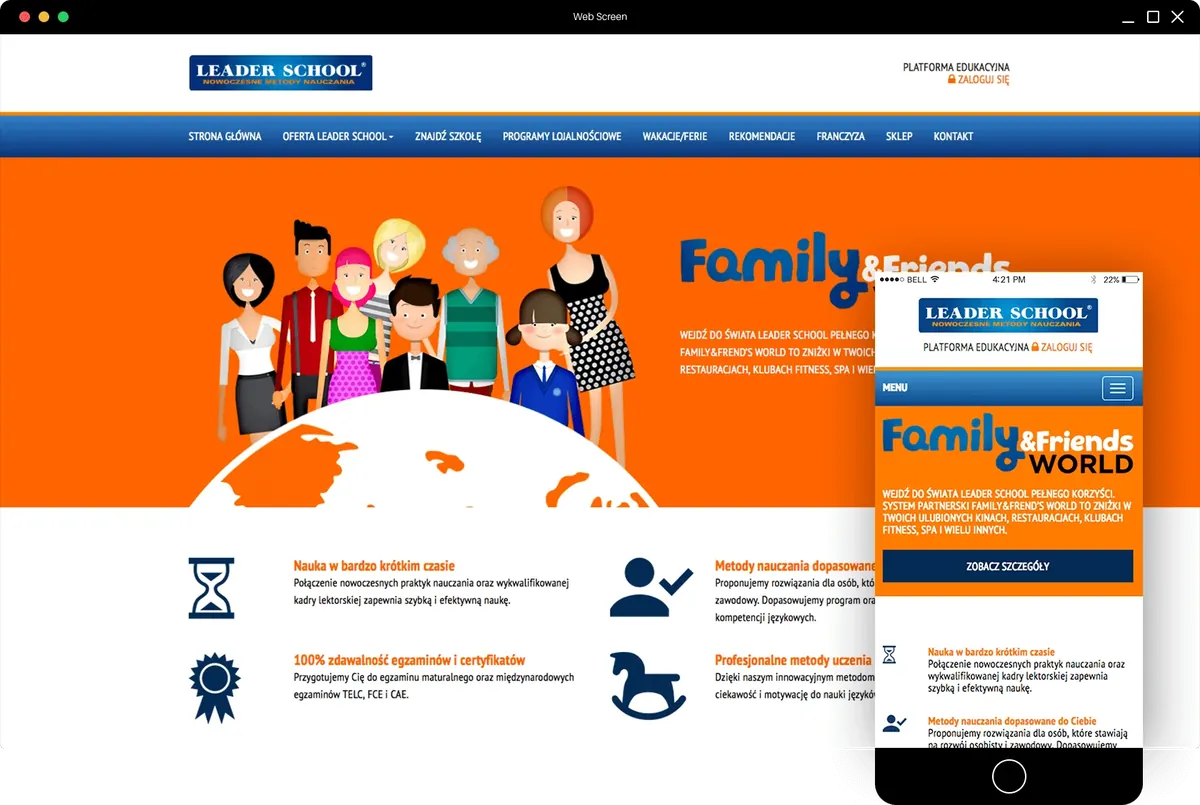 Web Screen
LEADER SCHOOL®
NOWOCZESNE METODY NAUCZANIA
PLATFORMA EDUKACYJNA
ZALOGUJ SIĘ
STRONA GŁÓWNA OFERTA LEADER SCHOOL ZNAJDŹ SZKOŁĘ PROGRAMY LOJALNOŚCIOWE WAKACJE/FERIE REKOMENDACJE FRANCZYZA SKLEP KONTAKT
Family &Friends
WEJDŹ DO ŚWIATA LEADER SCHOOL PEŁNEGO
FAMILY&FREND'S WORLD TO ZNIŻKI W TWOICH
RESTAURACJACH, KLUBACH FITNESS, SPA I
Nauka w bardzo krótkim czasie
Połączenie nowoczesnych praktyk nauczania oraz wykwalifikowanej
kadry lektorskiej zapewnia szybką i efektywną naukę.
Metody nauczania dopasowane
Proponujemy rozwiązania dla osób,
zawodowy. Dopasowujemy program
kompetencji językowych.
100% zdawalność egzaminów i certyfikatów
Przygotujemy Cię do egzaminu maturalnego oraz międzynarodowych
egzaminów TELC, FCE i CAE.
Profesjonalne metody uczenia
Dzięki naszym innowacyjnym
ciekawość i motywację do nauki
BELL 4:21 PM 22%
LEADER SCHOOL®
NOWOCZESNE METODY NAUCZANIA
PLATFORMA EDUKACYJNA ZALOGUJ SIĘ
MENU
Family &Friends
WORLD
WEJDŹ DO ŚWIATA LEADER SCHOOL PEŁNEGO KORZYŚCI.
SYSTEM PARTNERSKI FAMILY&FREND'S WORLD TO ZNIŻKI W
TWOICH ULUBIONYCH KINACH, RESTAURACJACH, KLUBACH
FITNESS, SPA I WIELU INNYCH.
ZOBACZ SZCZEGÓŁY
Nauka w bardzo krótkim czasie
Połączenie nowoczesnych praktyk nauczania oraz
wykwalifikowanej kadry lektorskiej zapewnia
szybką i efektywną naukę.
Metody nauczania dopasowane do Ciebie
Proponujemy rozwiązania dla osób, które stawiają
na rozwój osobisty i zawodowy. Dopasowujemy